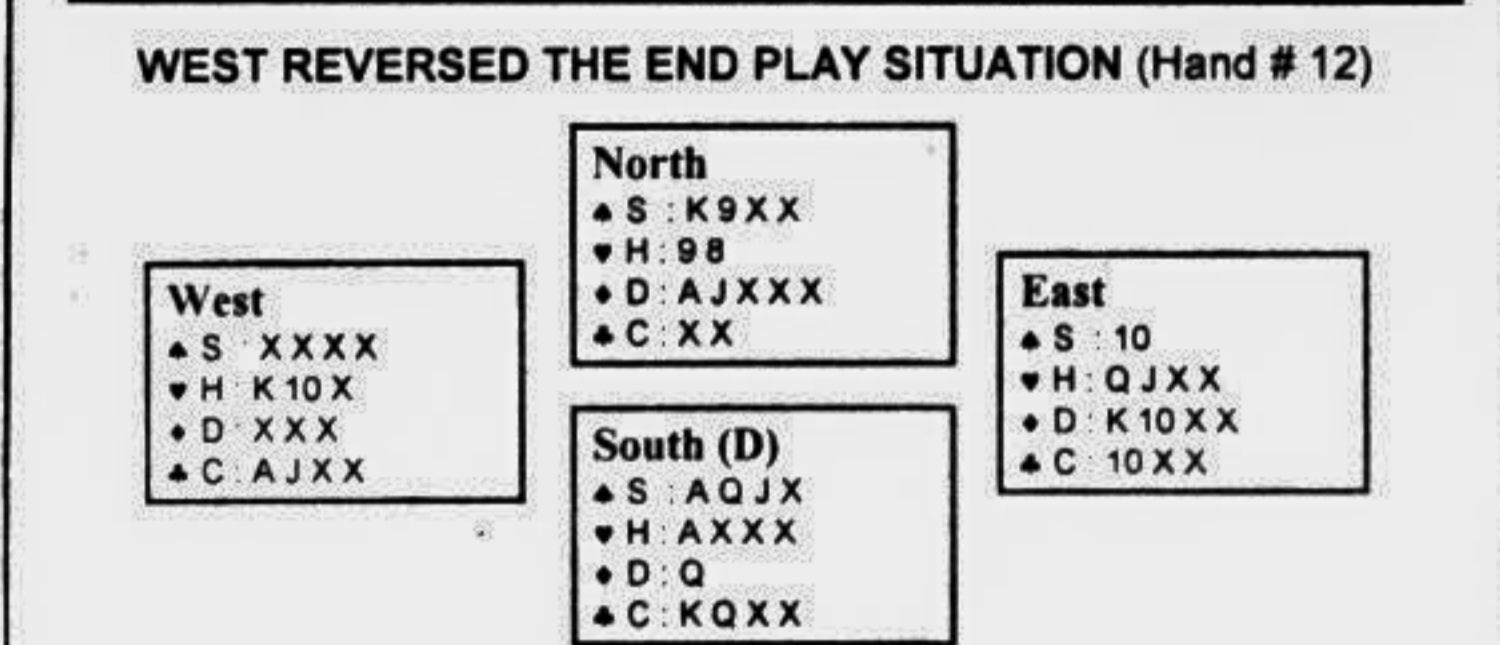 WEST REVERSED THE END PLAY SITUATION (Hand # 12)
North
♠ S : K 9 X X
♥ H : 9 8
♦ D : A J X X X
♣ C : X X
West
♠ S : X X X X
♥ H : K 10 X
♦ D : X X X
♣ C : A J X X
East
♠ S : 10
♥ H : Q J X X
♦ D : K 10 X X
♣ C : 10 X X
South (D)
♠ S : A Q J X
♥ H : A X X X
♦ D : Q
♣ C : K Q X X